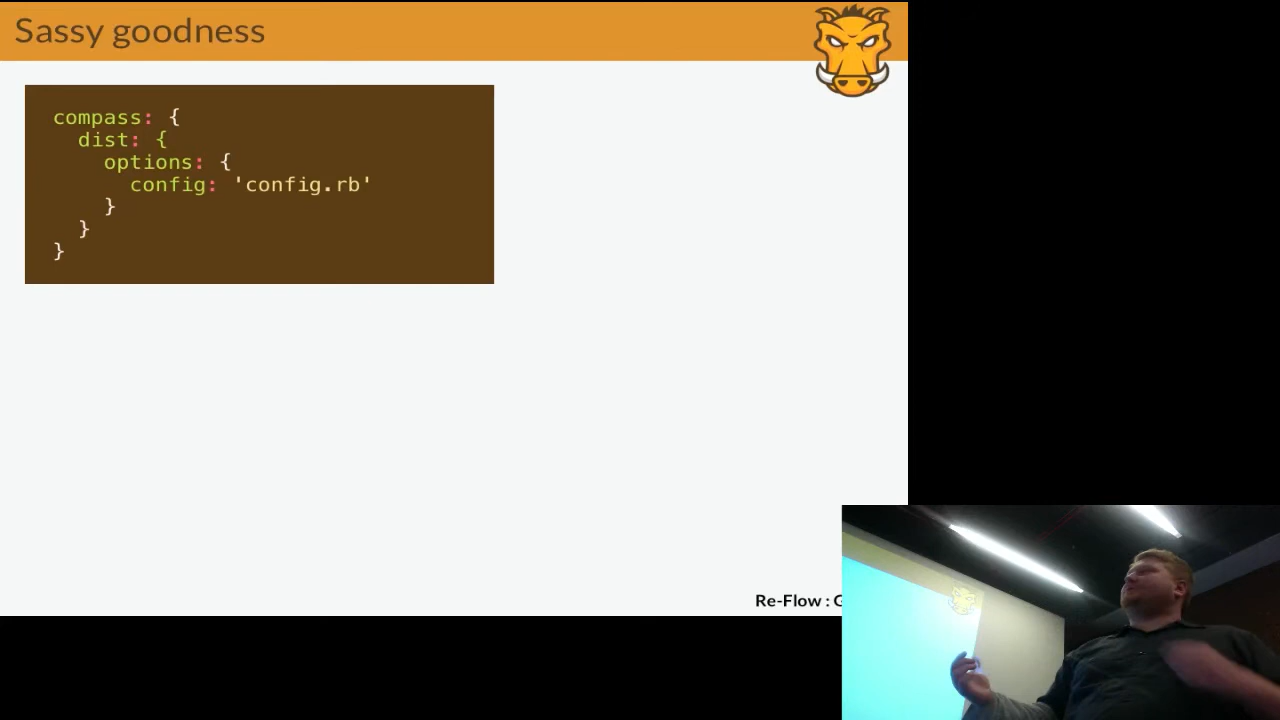 Sassy goodness
compass: {
  dist: {
    options: {
      config: 'config.rb'
    }
  }
}
Re-Flow :